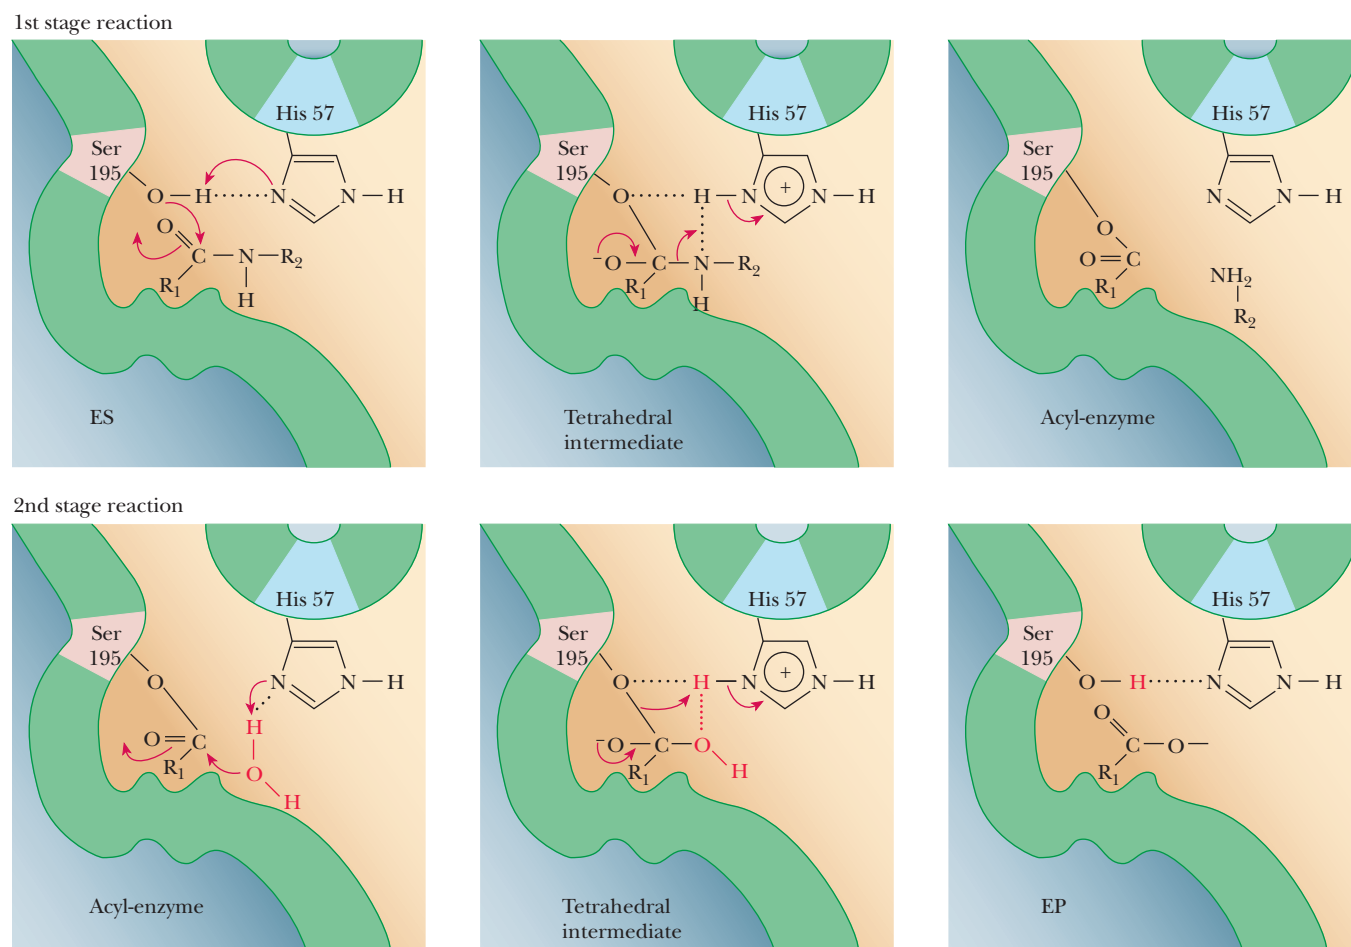 1st stage reaction
His 57
Ser
195
O H N N H
O
C N R2
R1 H
ES
His 57
Ser
195
O H N + N H
−O C N R2
R1 H
Tetrahedral
intermediate
His 57
Ser
195
N N H
O
O C
R1
NH2
R2
Acyl-enzyme
2nd stage reaction
His 57
Ser
195
O N N H
H
O C
R1 O
H
Acyl-enzyme
His 57
Ser
195
O H N + N H
−O C O
R1 H
Tetrahedral
intermediate
His 57
Ser
195
O H N N H
O
C O
R1
EP